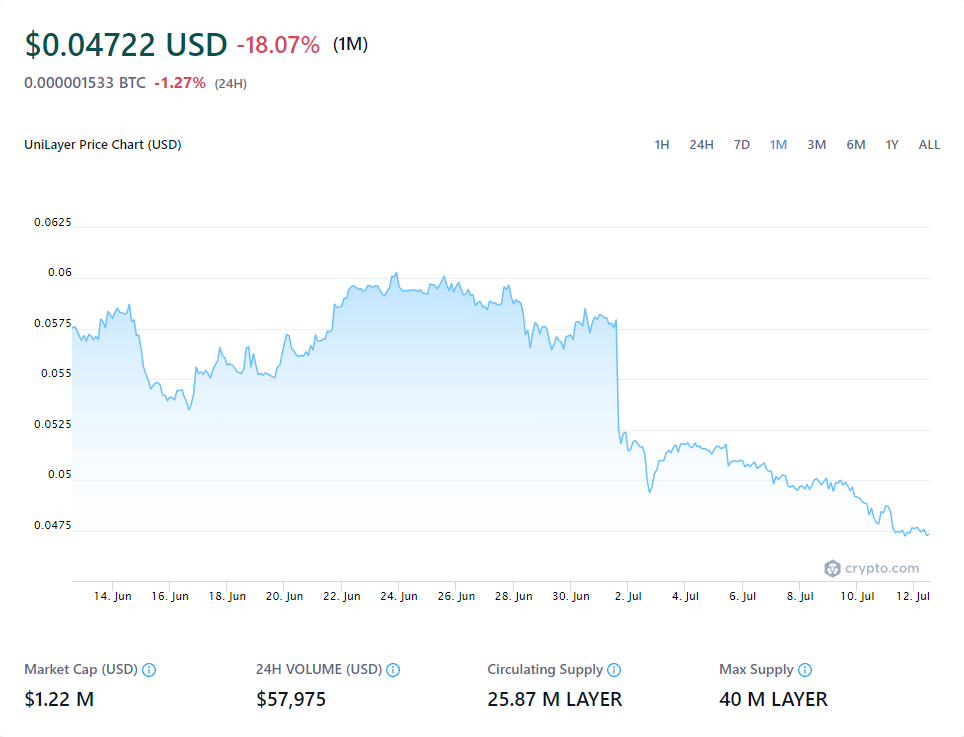 $0.04722 USD -18.07% (1M)
0.000001533 BTC -1.27% (24H)
UniLayer Price Chart (USD) 1H 24H 7D 1M 3M 6M 1Y ALL
0.0625
0.06
0.0575
0.055
0.0525
0.05
0.0475
crypto.com
14. Jun 16. Jun 18. Jun 20. Jun 22. Jun 24. Jun 26. Jun 28. Jun 30. Jun 2. Jul 4. Jul 6. Jul 8. Jul 10. Jul 12. Jul
Market Cap (USD) 24H VOLUME (USD) Circulating Supply Max Supply
$1.22 M $57,975 25.87 M LAYER 40 M LAYER